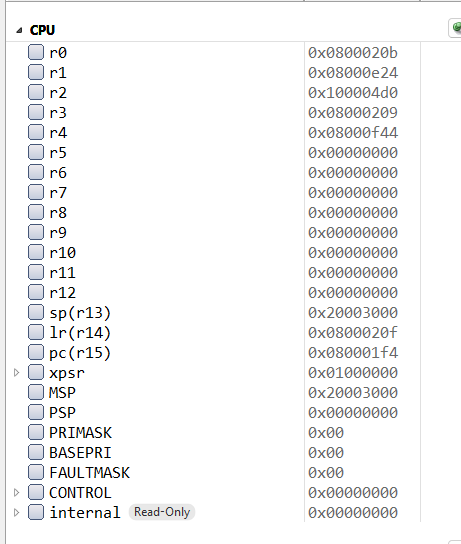 CPU
r0 0x0800020b
r1 0x08000e24
r2 0x100004d0
r3 0x08000209
r4 0x08000f44
r5 0x00000000
r6 0x00000000
r7 0x00000000
r8 0x00000000
r9 0x00000000
r10 0x00000000
r11 0x00000000
r12 0x00000000
sp(r13) 0x20003000
lr(r14) 0x0800020f
pc(r15) 0x080001f4
xpsr 0x01000000
MSP 0x20003000
PSP 0x00000000
PRIMASK 0x00
BASEPRI 0x00
FAULTMASK 0x00
CONTROL 0x00000000
internal Read-Only 0x00000000